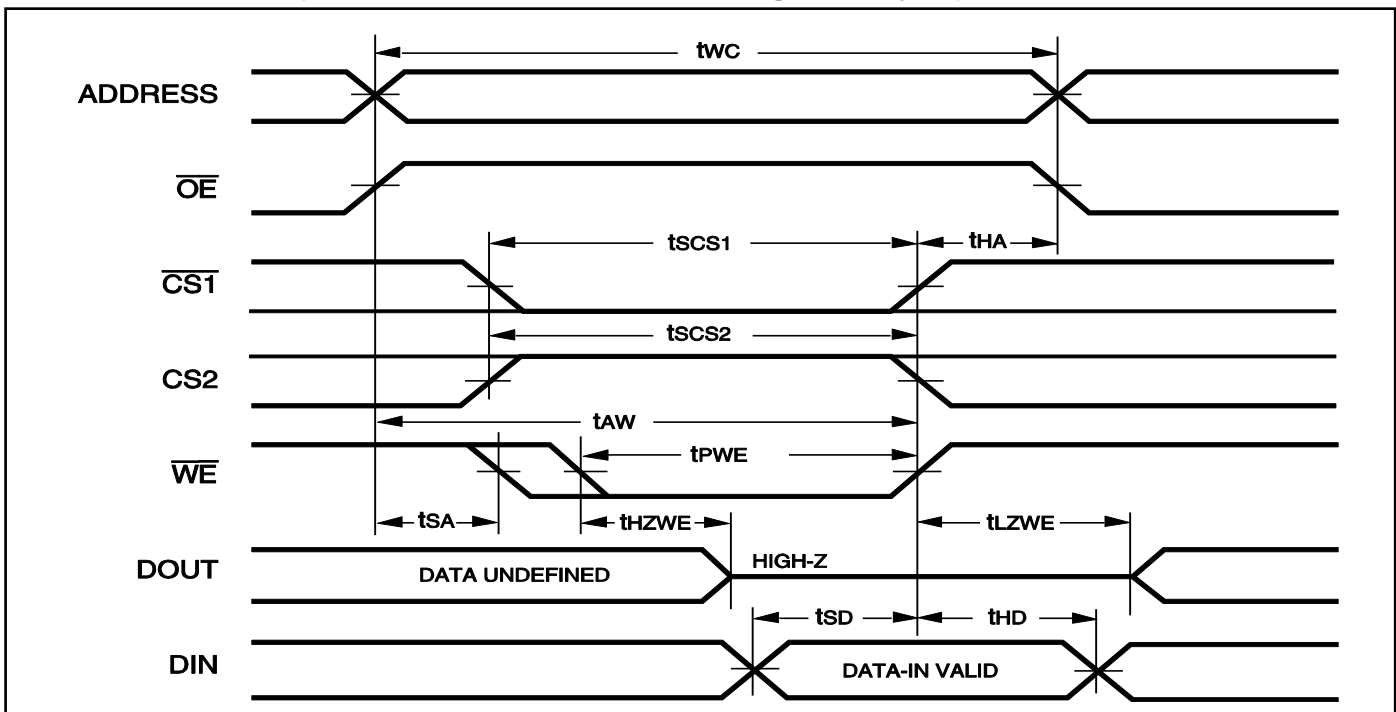 tWC
ADDRESS
OE
tSCS1
tHA
CS1
tSCS2
CS2
tAW
tPWE
WE
tSA
tHZWE
tLZWE
DOUT
DATA UNDEFINED
HIGH-Z
tSD
tHD
DIN
DATA-IN VALID